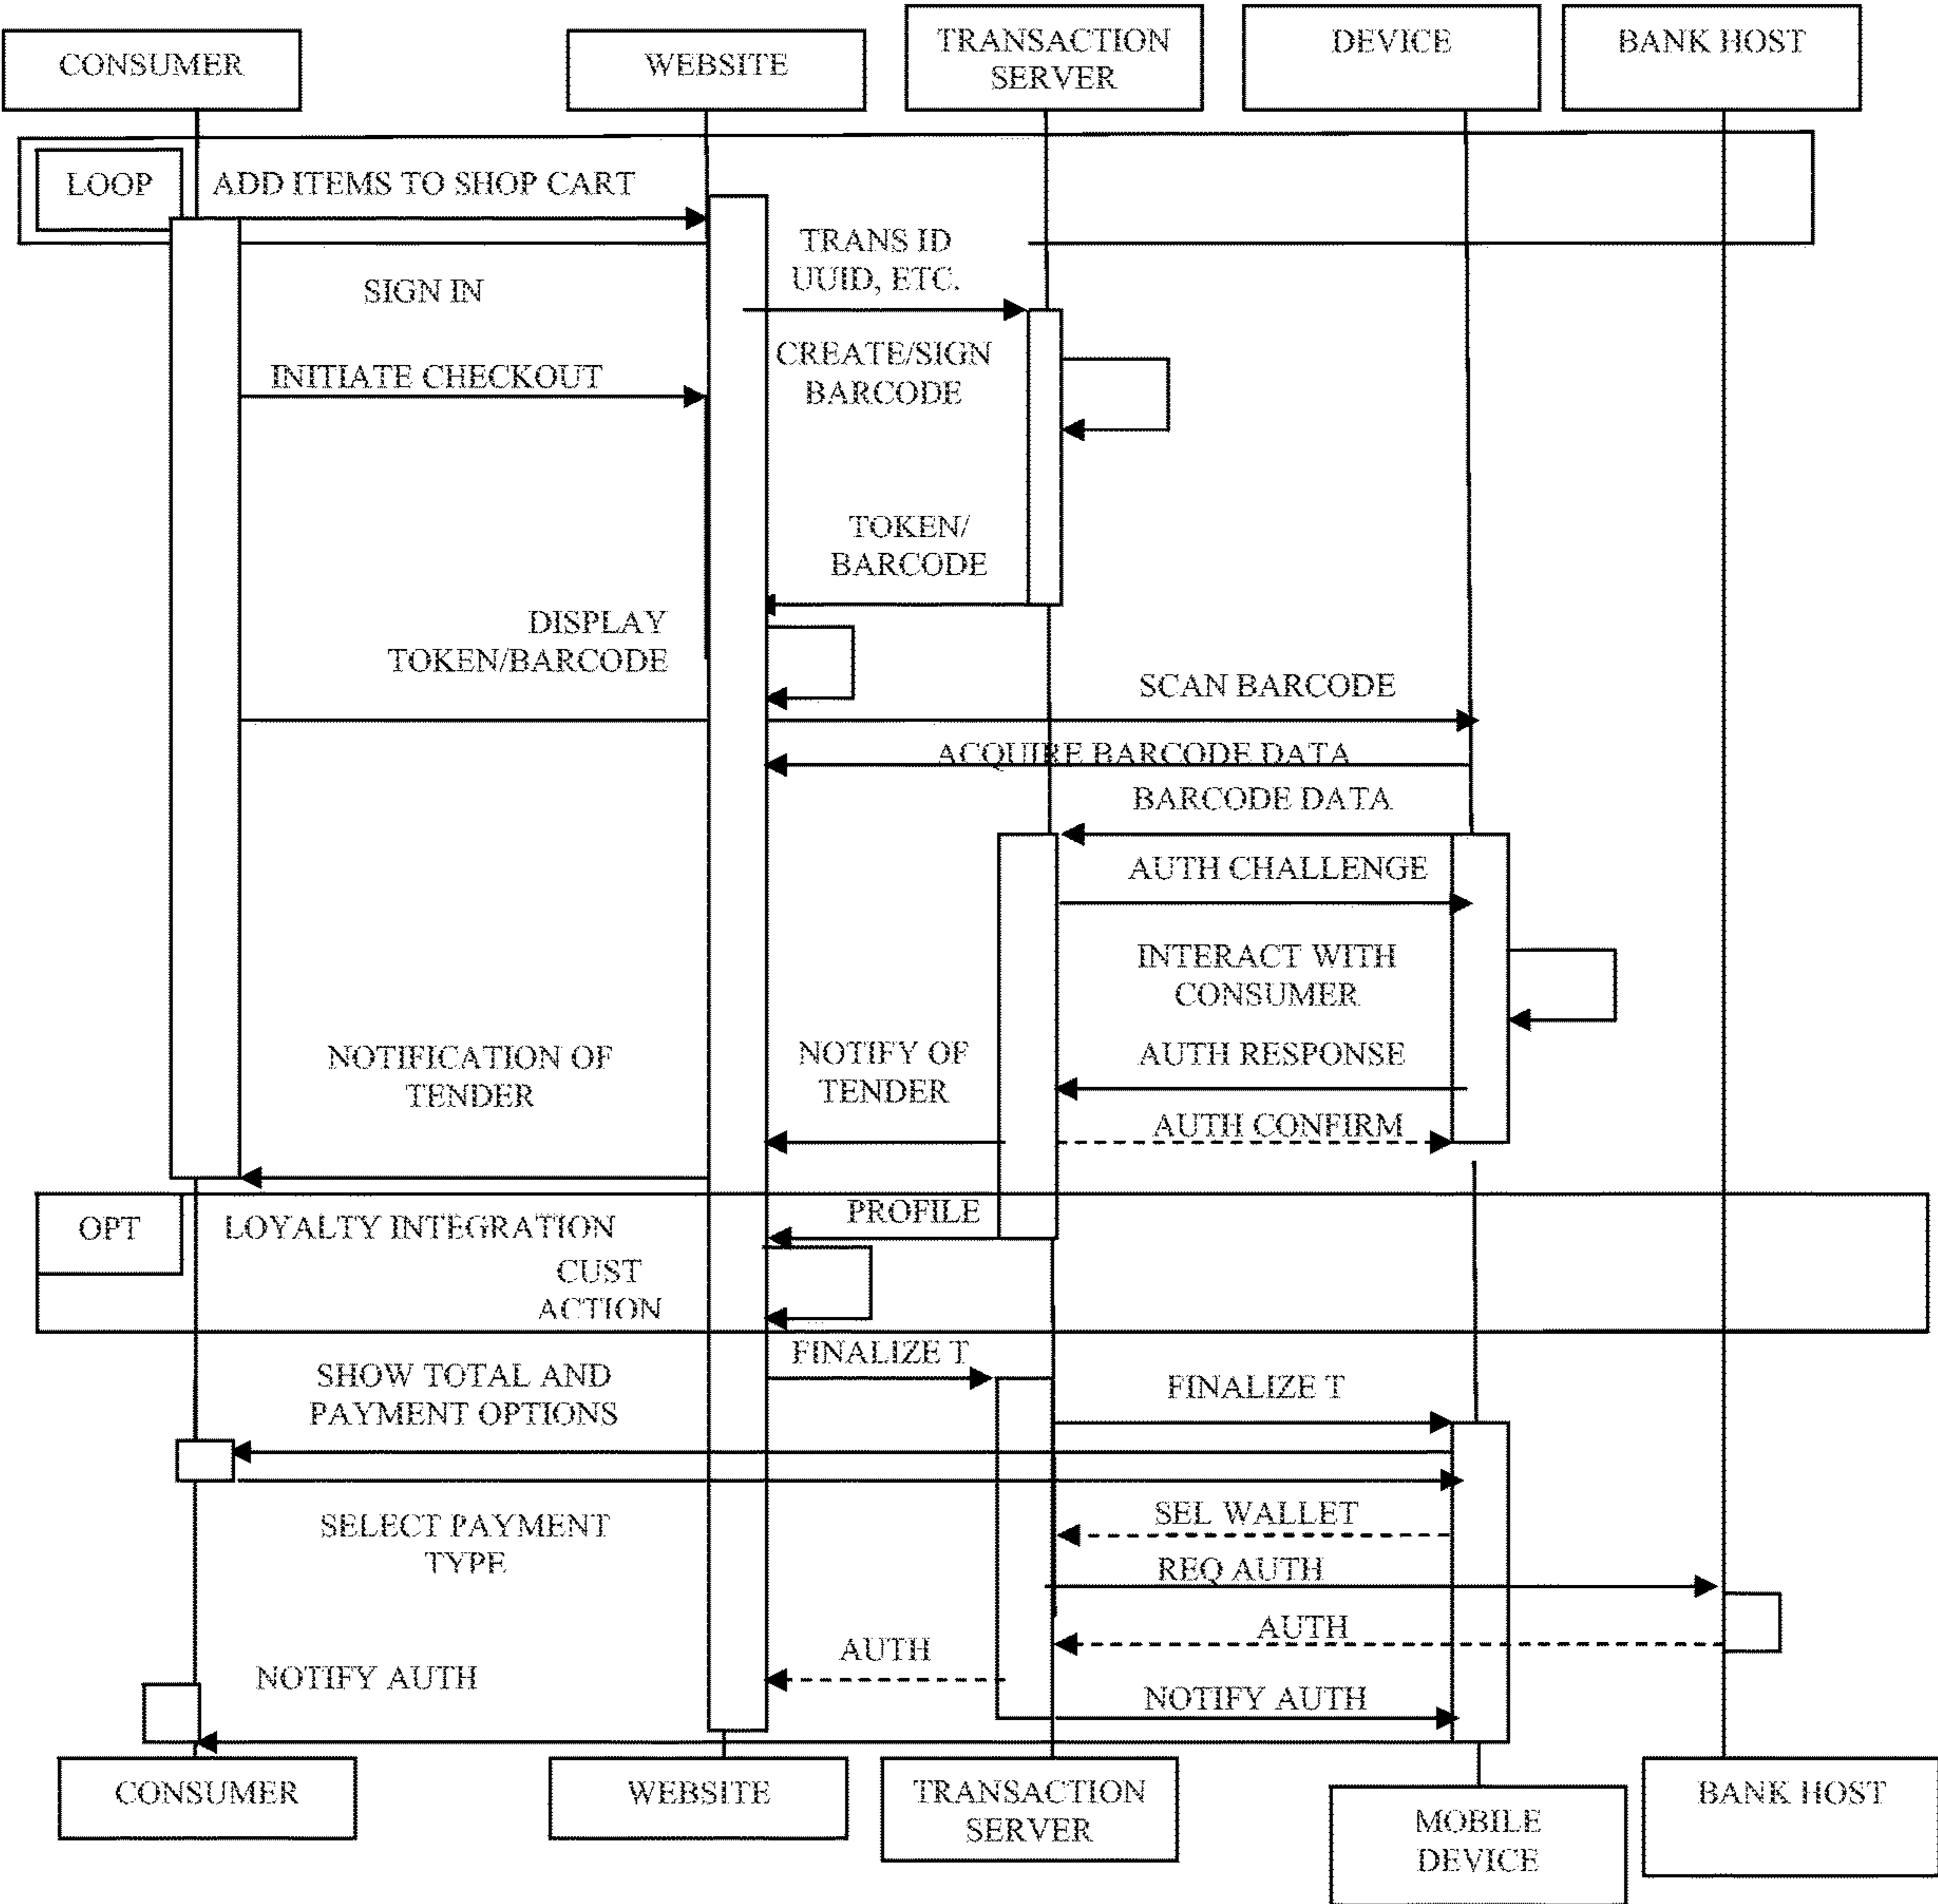 CONSUMER
WEBSITE
TRANSACTION
SERVER
DEVICE
BANK HOST
LOOP
ADD ITEMS TO SHOP CART
TRANS ID
UUID, ETC.
SIGN IN
CREATE/SIGN
BARCODE
INITIATE CHECKOUT
TOKEN/
BARCODE
DISPLAY
TOKEN/BARCODE
SCAN BARCODE
ACQUIRE BARCODE DATA
BARCODE DATA
AUTH CHALLENGE
INTERACT WITH
CONSUMER
NOTIFICATION OF
TENDER
NOTIFY OF
TENDER
AUTH RESPONSE
AUTH CONFIRM
OPT
LOYALTY INTEGRATION
PROFILE
CUST
ACTION
FINALIZE T
SHOW TOTAL AND
PAYMENT OPTIONS
FINALIZE T
SELECT PAYMENT
TYPE
SEL WALLET
REQ AUTH
AUTH
AUTH
NOTIFY AUTH
NOTIFY AUTH
CONSUMER
WEBSITE
TRANSACTION
SERVER
MOBILE
DEVICE
BANK HOST